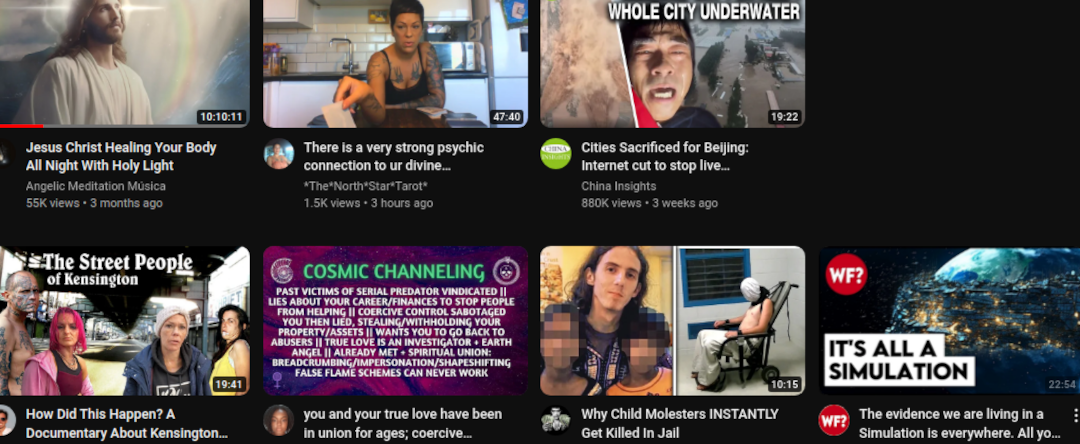 WHOLE CITY UNDERWATER
10:10:11
47:40
19:22
Jesus Christ Healing Your Body
All Night With Holy Light
Angelic Meditation Música
55K views • 3 months ago
There is a very strong psychic
connection to ur divine...
*The*North*Star*Tarot*
1.5K views • 3 hours ago
CHINA
INSIGHTS
Cities Sacrificed for Beijing:
Internet cut to stop live...
China Insights
880K views • 3 weeks ago
The Street People
of Kensington
19:41
COSMIC CHANNELING
PAST VICTIMS OF SERIAL PREDATOR VINDICATED ||
LIES ABOUT YOUR CAREER/FINANCES TO STOP PEOPLE
FROM HELPING || COERCIVE CONTROL SABOTAGED
YOU THEN LIED, STEALING/WITHHOLDING YOUR
PROPERTY/ASSETS || WANTS YOU TO GO BACK TO
ABUSERS || TRUE LOVE IS AN INVESTIGATOR + EARTH
ANGEL || ALREADY MET + SPIRITUAL UNION:
BREADCRUMBING/IMPERSONATION/SHAPESHIFTING
FALSE FLAME SCHEMES CAN NEVER WORK
10:15
WF?
IT'S ALL A
SIMULATION
22:54
How Did This Happen? A
Documentary About Kensington...
you and your true love have been
in union for ages; coercive...
Why Child Molesters INSTANTLY
Get Killed In Jail
WF?
The evidence we are living in a
Simulation is everywhere. All yo...